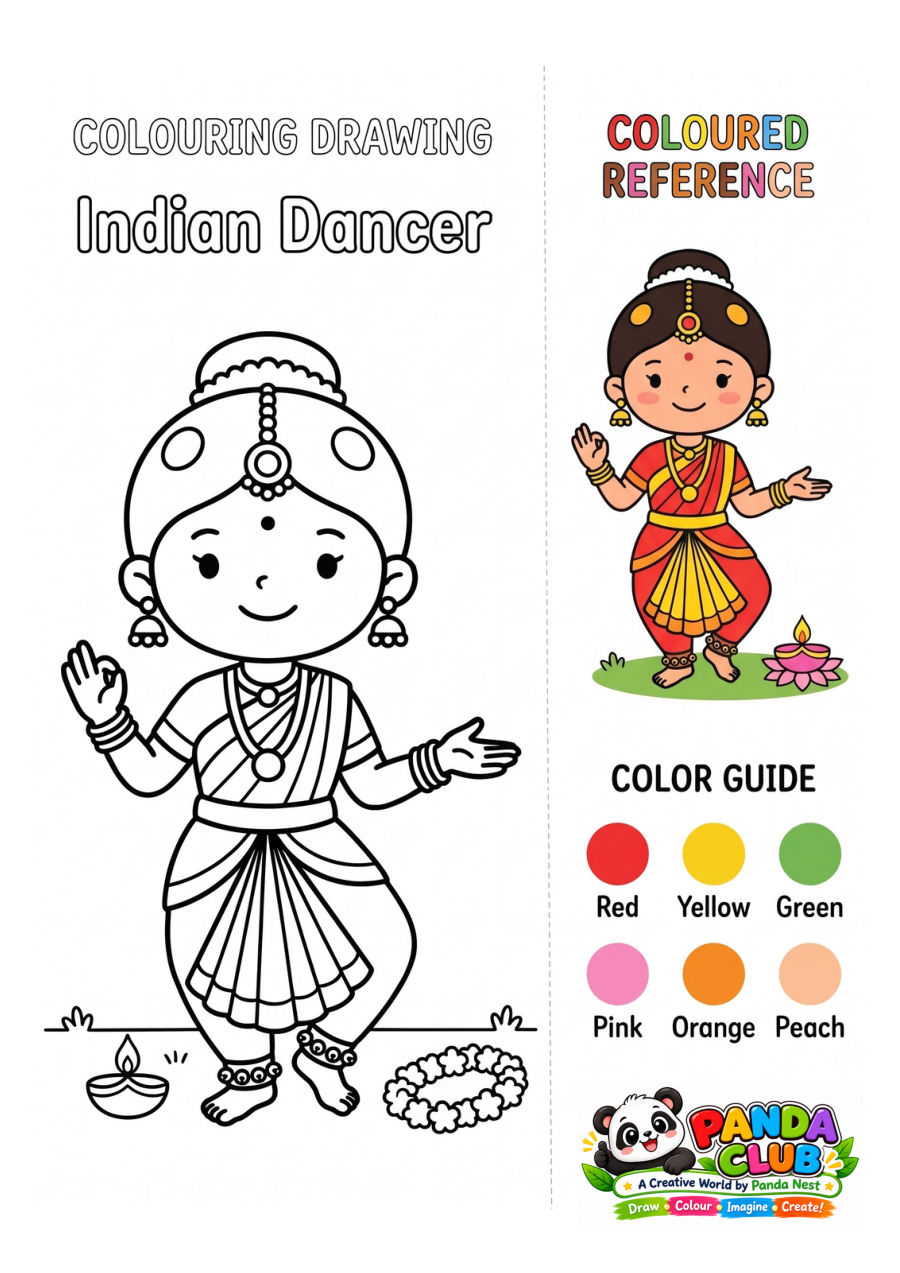 COLOURING DRAWING
Indian Dancer
COLOURED
REFERENCE
COLOR GUIDE
Red Yellow Green
Pink Orange Peach
PANDA
CLUB
A Creative World by Panda Nest
Draw • Colour • Imagine • Create!